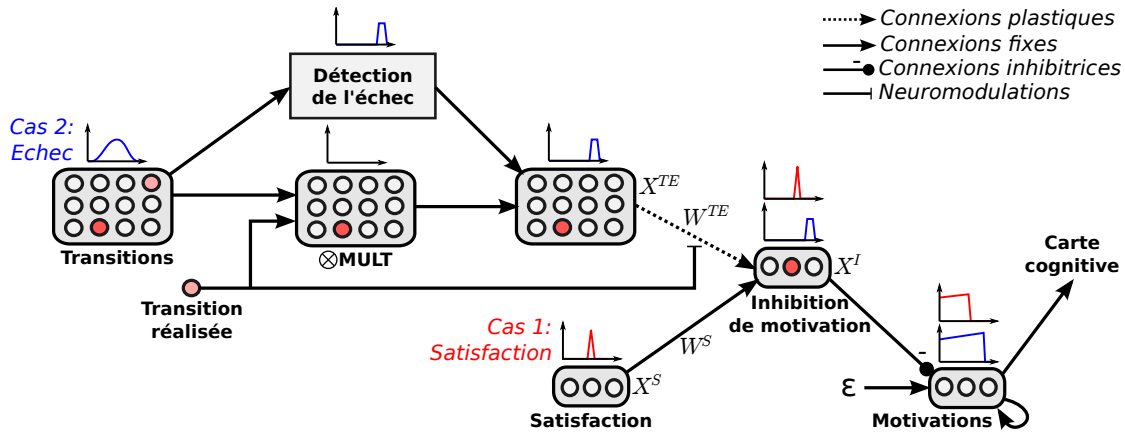 Connexions plastiques
Connexions fixes
- Connexions inhibitrices
Neuromodulations
Détection
de l'échec
Cas 2:
Echec
X^{TE}
W^{TE}
Transitions
⊗MULT
Transition
réalisée
X^I
Inhibition
de motivation
Carte
cognitive
Cas 1:
Satisfaction
W^S
X^S
Satisfaction
-
ε
Motivations